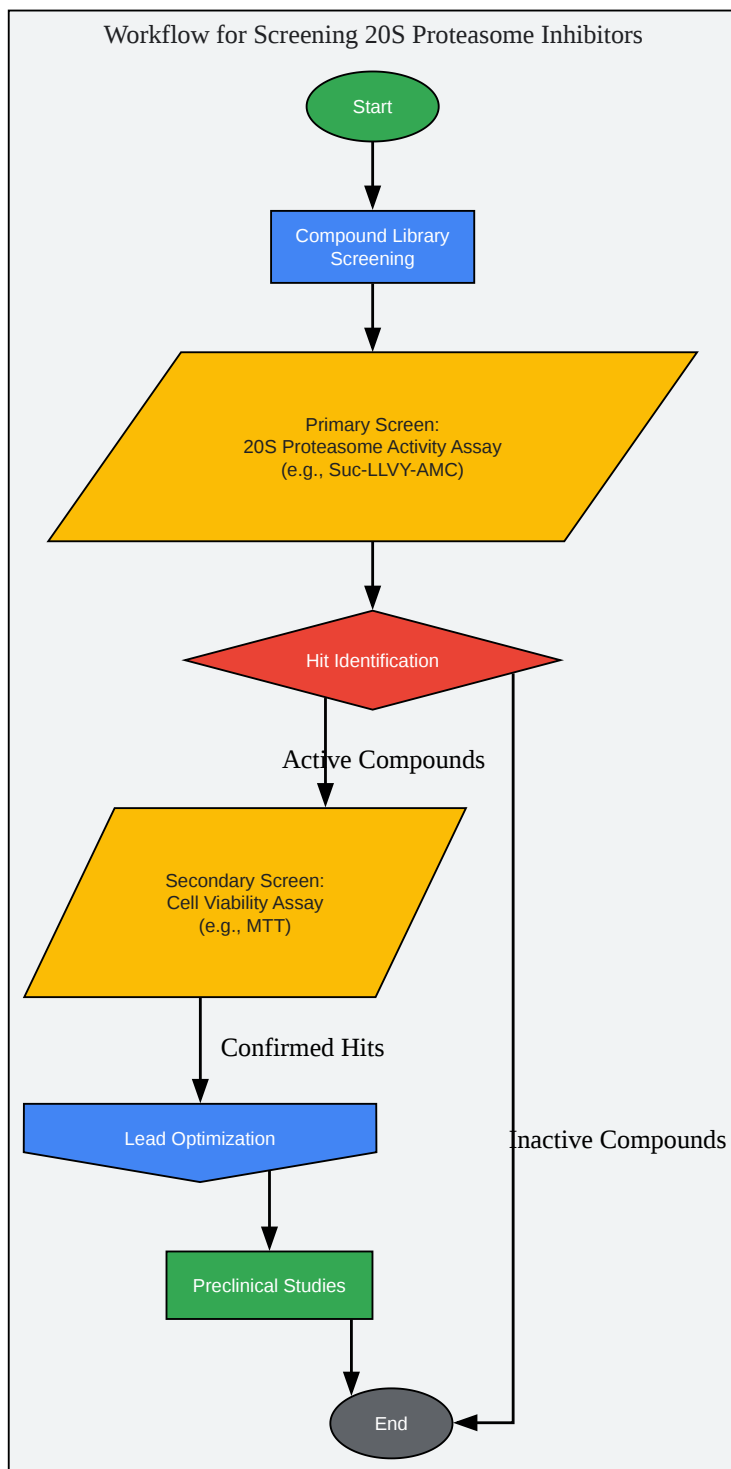 Workflow for Screening 20S Proteasome Inhibitors
Start
Compound Library
Screening
Primary Screen:
20S Proteasome Activity Assay
(e.g., Suc-LLVY-AMC)
Hit Identification
Active Compounds
Secondary Screen:
Cell Viability Assay
(e.g., MTT)
Confirmed Hits
Lead Optimization
Inactive Compounds
Preclinical Studies
End